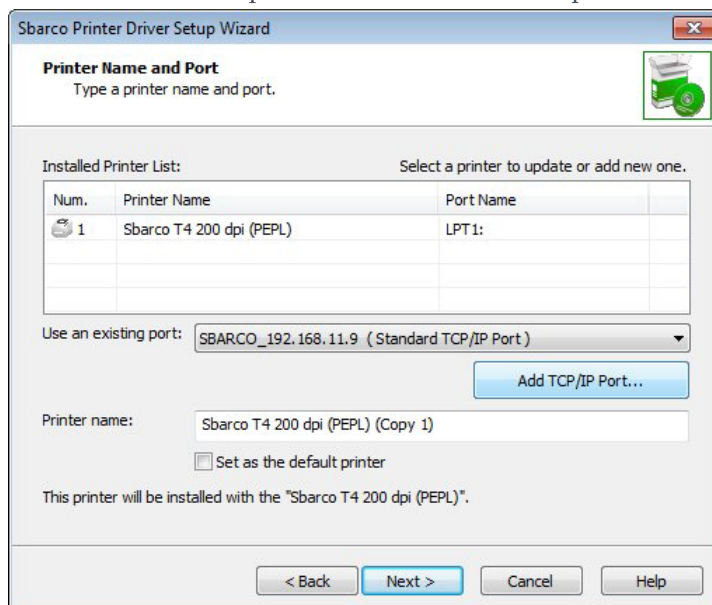 Sbarco Printer Driver Setup Wizard
Printer Name and Port
Type a printer name and port.
Installed Printer List: Select a printer to update or add new one.
Num. Printer Name Port Name
1 Sbarco T4 200 dpi (PEPL) LPT1:
Use an existing port: SBARCO_192.168.11.9 ( Standard TCP/IP Port )
Add TCP/IP Port...
Printer name: Sbarco T4 200 dpi (PEPL) (Copy 1)
Set as the default printer
This printer will be installed with the "Sbarco T4 200 dpi (PEPL)".
< Back Next > Cancel Help